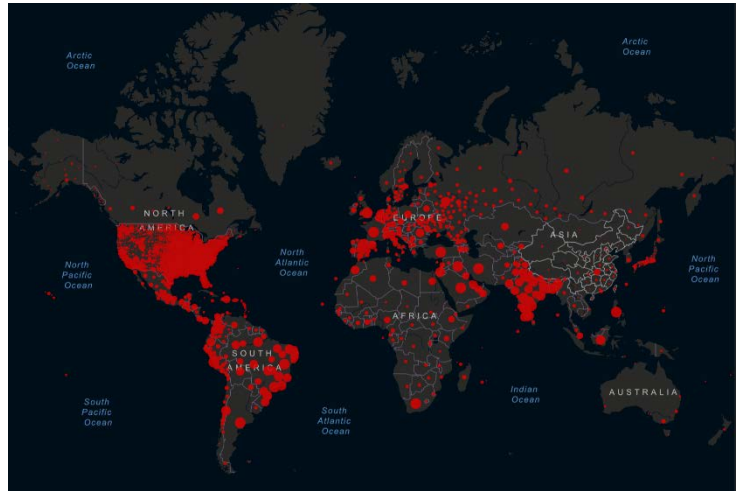 Arctic
Ocean
Arctic
Ocean
NORTH
AMERICA
EUROPE
ASIA
North
Pacific
Ocean
North
Atlantic
Ocean
North
Pacific
Ocean
AFRICA
SOUTH
AMERICA
Indian
Ocean
AUSTRALIA
South
Pacific
Ocean
South
Atlantic
Ocean